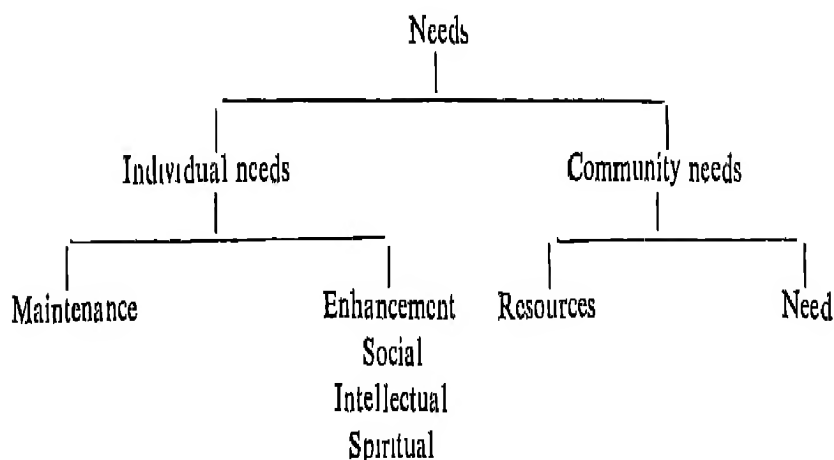 Needs
Individual needs Community needs
Maintenance Enhancement Resources Need
Social
Intellectual
Spiritual